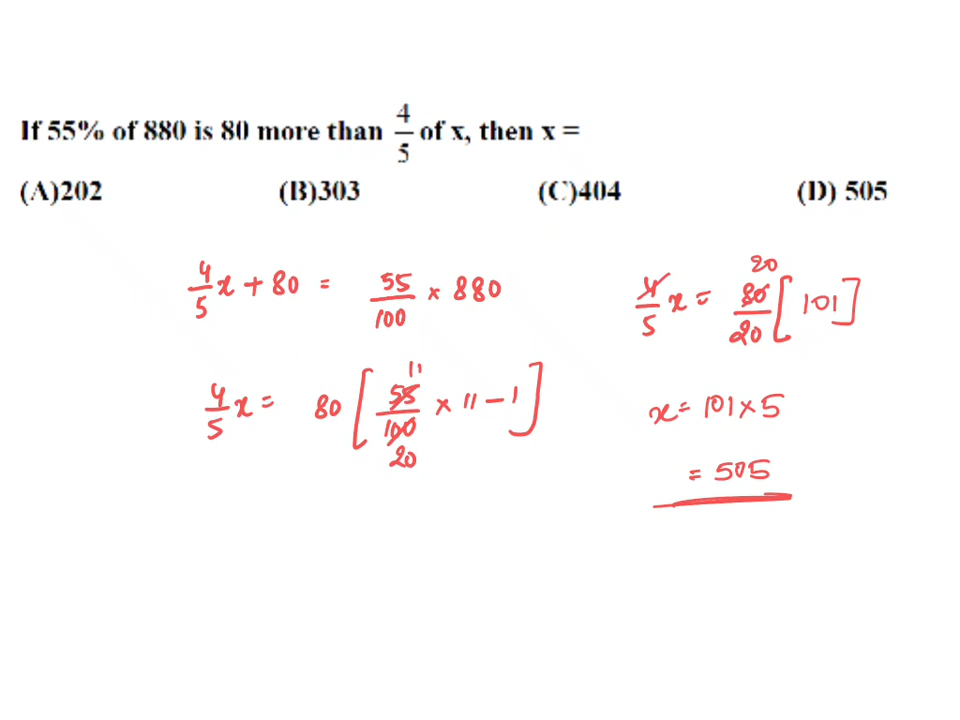 If 55% of 880 is 80 more than 4/5 of x, then x =
(A)202 (B)303 (C)404 (D) 505
4/5 x + 80 = 55/100 × 880
4/5 x = 80 [ 55/100 × 11 - 1 ]
11
20
20
4/5 x = 80/20 [ 101 ]
x = 101 × 5
= 505